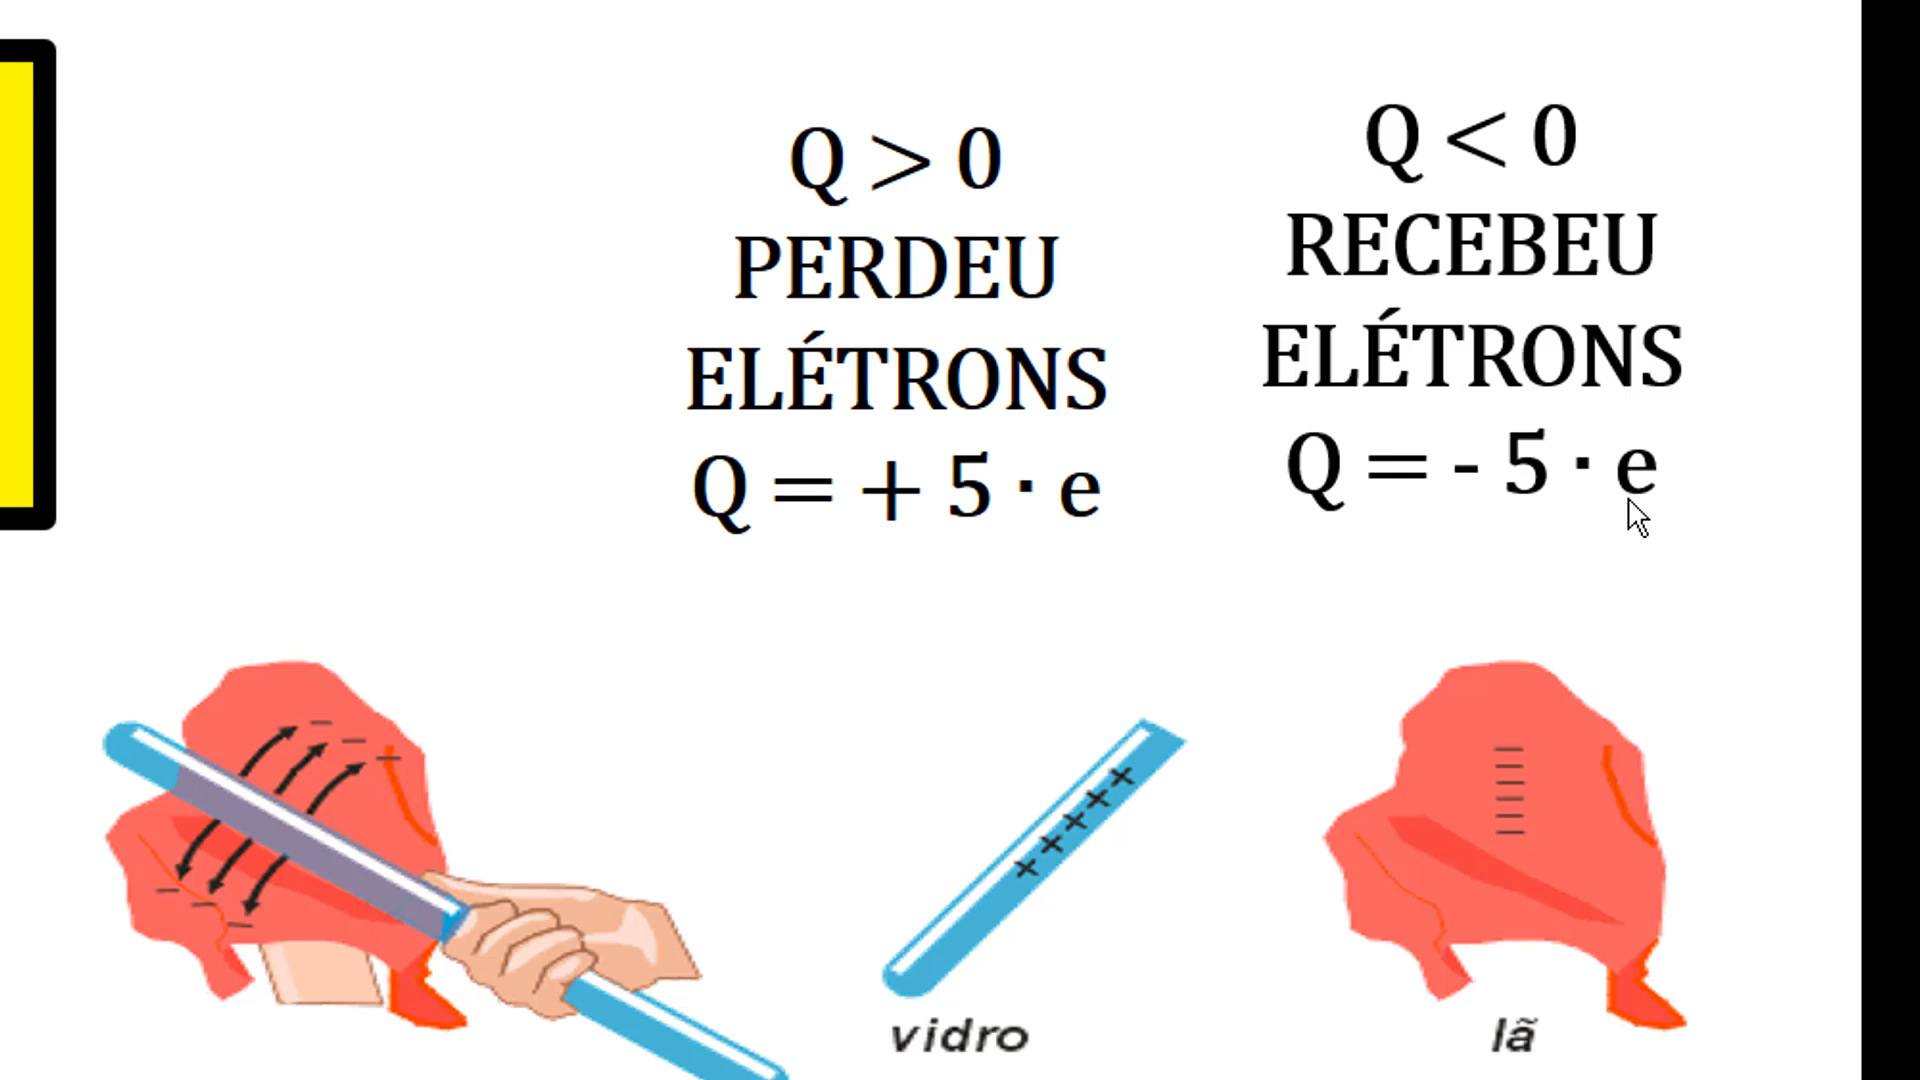 Q > 0
PERDEU
ELÉTRONS
Q = + 5 · e
Q < 0
RECEBEU
ELÉTRONS
Q = - 5 · e
vidro
lã